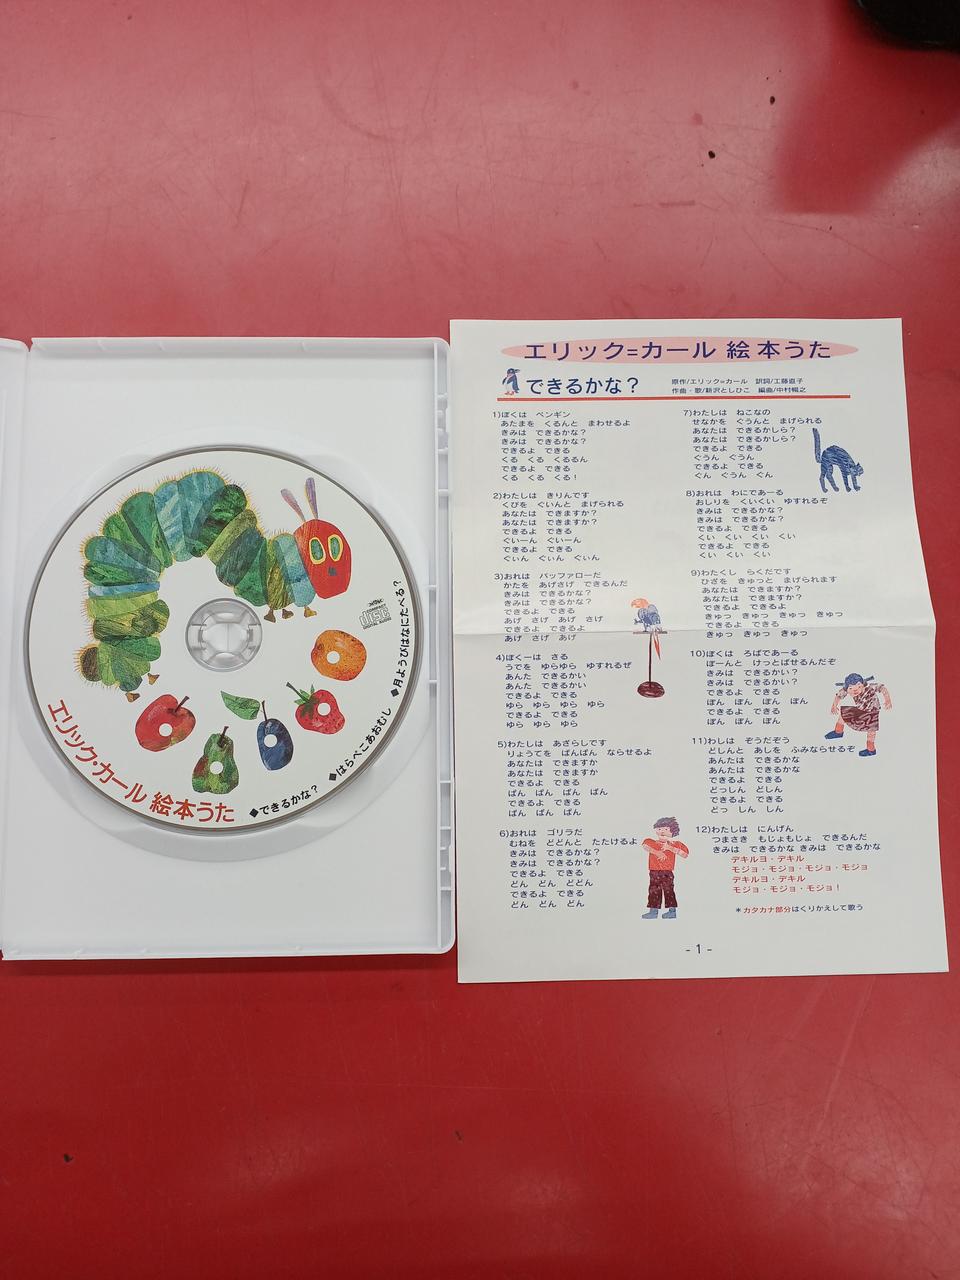 エリック・カール 絵本うた
◆できるかな？ ◆はらぺこあおむし ◆月ようびはなにたべる？
COMPACT
disc
DIGITAL AUDIO
エリック=カール 絵本うた
できるかな？
原作/エリック=カール 訳詞/工藤直子
作曲・歌/新沢としひこ 編曲/中村暢之
1)ぼくは ペンギン
あたまを くるんと まわせるよ
きみは できるかな？
きみは できるかな？
できるよ できる
くる くる くるるん
できるよ できる
くる くる くる！
2)わたしは きりんです
くびを ぐいんと まげられる
あなたは できますか？
あなたは できますか？
できるよ できる
ぐいーん ぐいーん
できるよ できる
ぐいん ぐぃん ぐぃん
3)おれは バッファローだ
かたを あげさげ できるんだ
きみは できるかな？
きみは できるかな？
できるよ できるよ
あげ さげ あげ さげ
できるよ できるよ
あげ さげ あげ
4)ぼくーは さる
うでを ゆらゆら ゆすれるぜ
あんた できるかい
あんた できるかい
できるよ できる
ゆら ゆら ゆら ゆら
できるよ できる
ゆら ゆら ゆら
5)わたしは あざらしです
りょうてを ぱんぱん ならせるよ
あなたは できますか
あなたは できますか
できるよ できる
ぱん ぱん ぱん ぱん
できるよ できる
ぱん ぱん ぱん
6)おれは ゴリラだ
むねを どどんと たたけるよ
きみは できるかな？
きみは できるかな？
できるよ できる
どん どん どどん
できるよ できる
どん どん どん
7)わたしは ねこなの
せなかを ぐうんと まげられる
あなたは できるかしら？
あなたは できるかしら？
できるよ できる
ぐうん ぐうん
できるよ できる
ぐん ぐうん ぐん
8)おれは わにであーる
おしりを くいくい ゆすれるぞ
きみは できるかな？
きみは できるかな？
できるよ できる
くい くい くい くい
できるよ できる
くい くい くい
9)わたくし らくだです
ひざを きゅっと まげられます
あなたは できますか？
あなたは できますか？
できるよ できる
きゅっ きゅっ きゅっ きゅっ
できるよ できる
きゅっ きゅっ きゅっ
10)ぼくは ろばであーる
ぽーんと けっとばせるんだぞ
きみは できるかい？
きみは できるかい？
できるよ できる
ぽん ぽん ぽん ぽん
できるよ できる
ぽん ぽん ぽん
11)わしは ぞうだぞう
どしんと あしを ふみならせるぞ
あんたは できるかな
あんたは できるかな
できるよ できる
どっしん どしん
できるよ できる
どっ しん しん
12)わたしは にんげん
つまさき もじょもじょ できるんだ
きみは できるかな きみは できるかな
デキルヨ・デキル
モジョ・モジョ・モジョ・モジョ
デキルヨ・デキル
モジョ・モジョ・モジョ！
＊カタカナ部分はくりかえして歌う
- 1 -